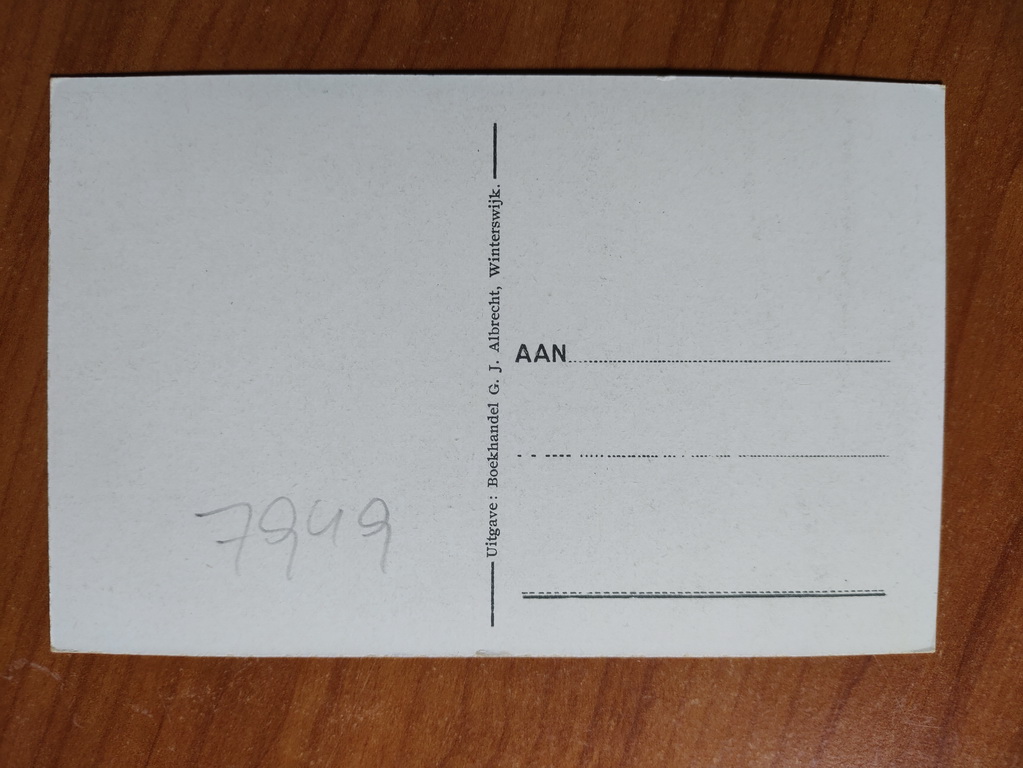 7949
Uitgave: Boekhandel G. J. Albrecht, Winterswijk.
AAN